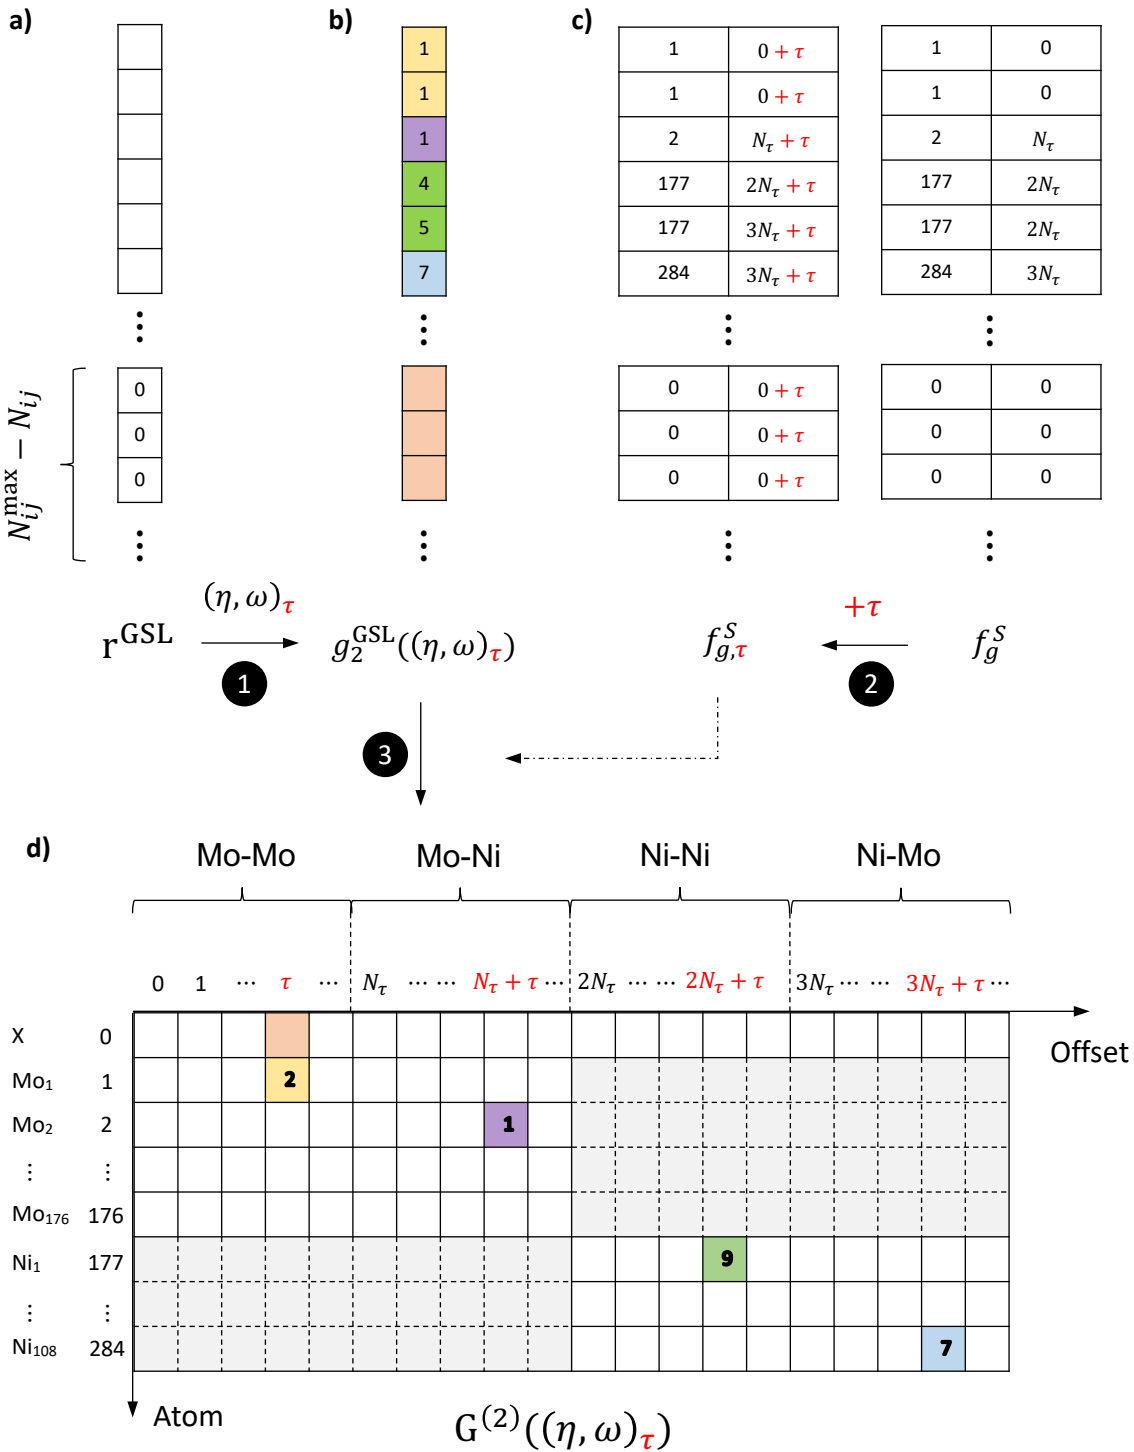 a) b) c)
1 1 0 + τ 1 0
1 1 0 + τ 1 0
1 2 N_τ + τ 2 N_τ
4 177 2N_τ + τ 177 2N_τ
5 177 3N_τ + τ 177 2N_τ
7 284 3N_τ + τ 284 3N_τ
⋮ ⋮ ⋮ ⋮
0 0 0 + τ 0 0
0 0 0 + τ 0 0
0 0 0 + τ 0 0
⋮ ⋮ ⋮ ⋮
N_{ij}^{max} − N_{ij}
(η, ω)_τ +τ
r^{GSL} g_2^{GSL}((η, ω)_τ) f_{g,τ}^S f_g^S
1 2
3
d)
Mo-Mo Mo-Ni Ni-Ni Ni-Mo
0 1 ⋯ τ ⋯ N_τ ⋯ ⋯ N_τ + τ ⋯ 2N_τ ⋯ ⋯ 2N_τ + τ 3N_τ ⋯ ⋯ 3N_τ + τ ⋯
X 0
Offset
Mo₁ 1 2
Mo₂ 2 1
⋮ ⋮
Mo₁₇₆ 176
Ni₁ 177 9
⋮ ⋮
Ni₁₀₈ 284 7
Atom
G^{(2)}((η, ω)_τ)